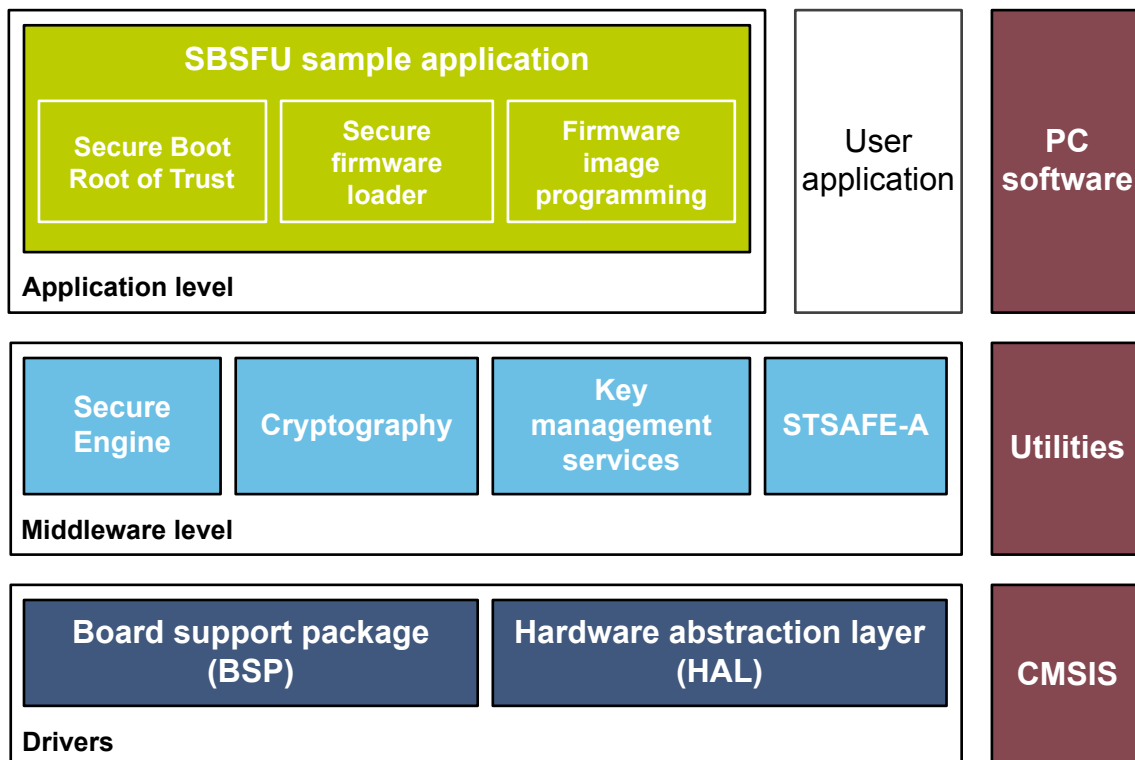 SBSFU sample application
Secure Boot
Root of Trust
Secure
firmware
loader
Firmware
image
programming
Application level
User
application
PC
software
Secure
Engine
Cryptography
Key
management
services
STSAFE-A
Middleware level
Utilities
Board support package
(BSP)
Hardware abstraction layer
(HAL)
Drivers
CMSIS